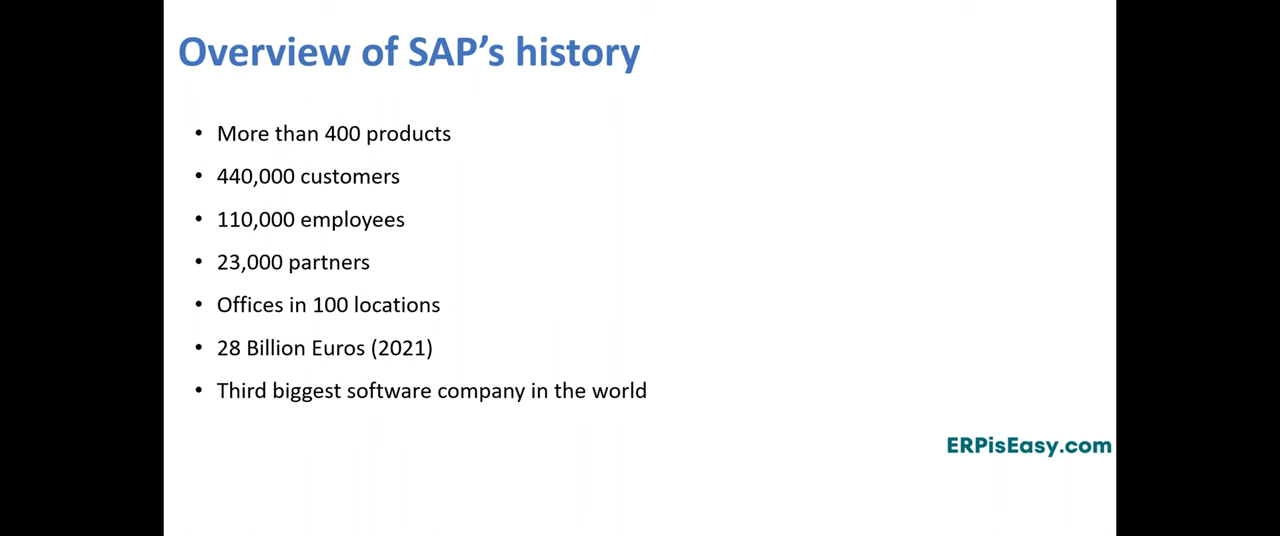 Overview of SAP's history
• More than 400 products
• 440,000 customers
• 110,000 employees
• 23,000 partners
• Offices in 100 locations
• 28 Billion Euros (2021)
• Third biggest software company in the world
ERPisEasy.com